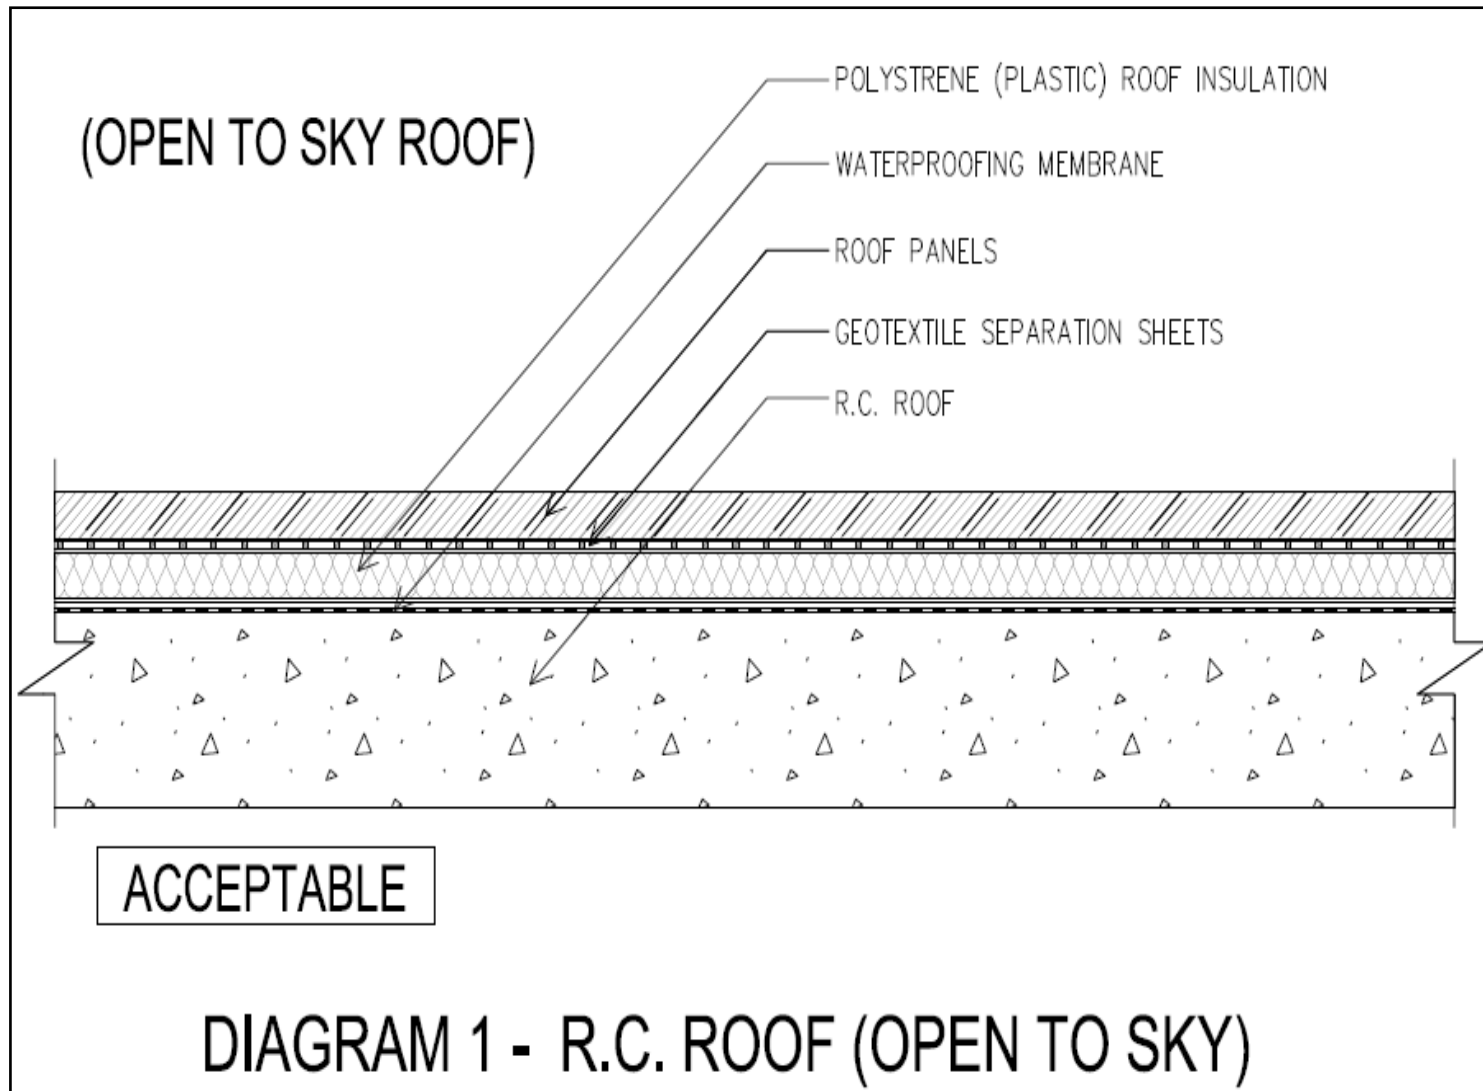 (OPEN TO SKY ROOF)
POLYSTRENE (PLASTIC) ROOF INSULATION
WATERPROOFING MEMBRANE
ROOF PANELS
GEOTEXTILE SEPARATION SHEETS
R.C. ROOF
ACCEPTABLE
DIAGRAM 1 - R.C. ROOF (OPEN TO SKY)